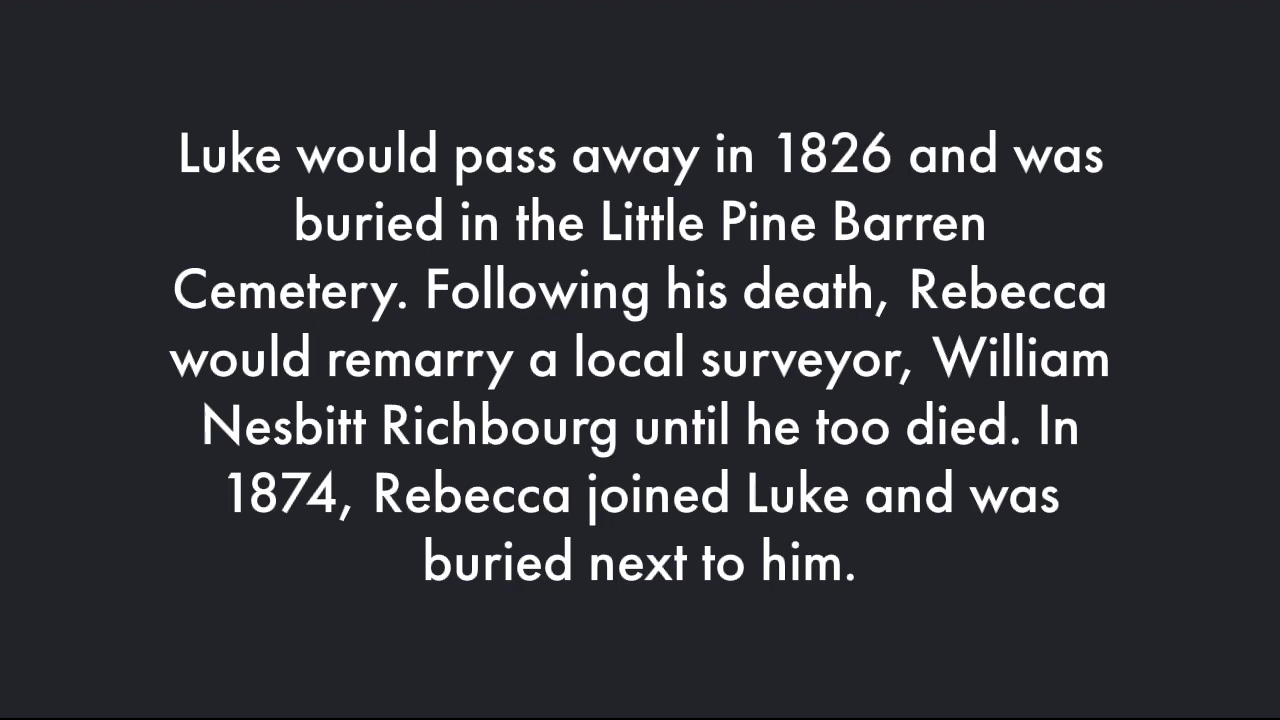 Luke would pass away in 1826 and was
buried in the Little Pine Barren
Cemetery. Following his death, Rebecca
would remarry a local surveyor, William
Nesbitt Richbourg until he too died. In
1874, Rebecca joined Luke and was
buried next to him.